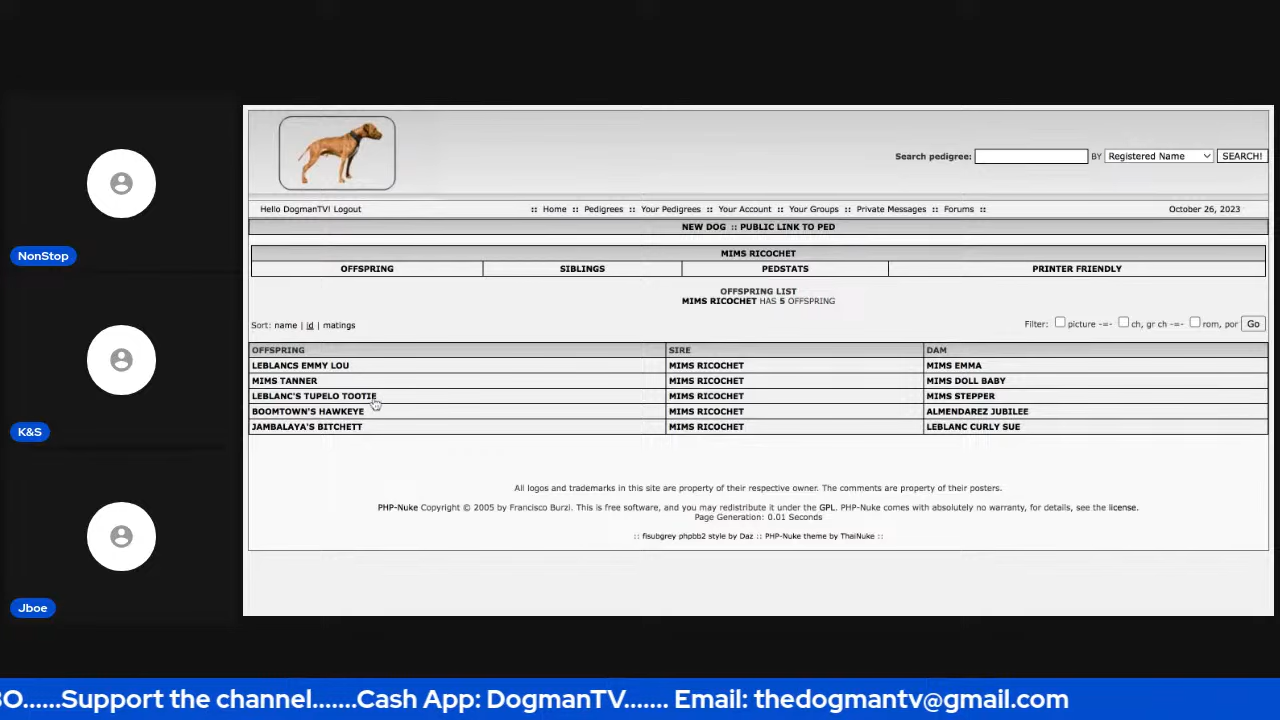 NonStop
K&S
Jboe
Search pedigree: BY Registered Name SEARCH!
Hello DogmanTV! Logout :: Home :: Pedigrees :: Your Pedigrees :: Your Account :: Your Groups :: Private Messages :: Forums :: October 26, 2023
NEW DOG :: PUBLIC LINK TO PED
MIMS RICOCHET
OFFSPRING SIBLINGS PEDSTATS PRINTER FRIENDLY
OFFSPRING LIST
MIMS RICOCHET HAS 5 OFFSPRING
Sort: name | id | matings Filter: picture -=- ch, gr ch -=- rom, por Go
OFFSPRING SIRE DAM
LEBLANCS EMMY LOU MIMS RICOCHET MIMS EMMA
MIMS TANNER MIMS RICOCHET MIMS DOLL BABY
LEBLANC'S TUPELO TOOTIE MIMS RICOCHET MIMS STEPPER
BOOMTOWN'S HAWKEYE MIMS RICOCHET ALMENDAREZ JUBILEE
JAMBALAYA'S BITCHETT MIMS RICOCHET LEBLANC CURLY SUE
All logos and trademarks in this site are property of their respective owner. The comments are property of their posters.
PHP-Nuke Copyright © 2005 by Francisco Burzi. This is free software, and you may redistribute it under the GPL. PHP-Nuke comes with absolutely no warranty, for details, see the license.
Page Generation: 0.01 Seconds
:: fisubgrey phpbb2 style by Daz :: PHP-Nuke theme by ThaiNuke ::
BO......Support the channel.......Cash App: DogmanTV....... Email: thedogmantv@gmail.com